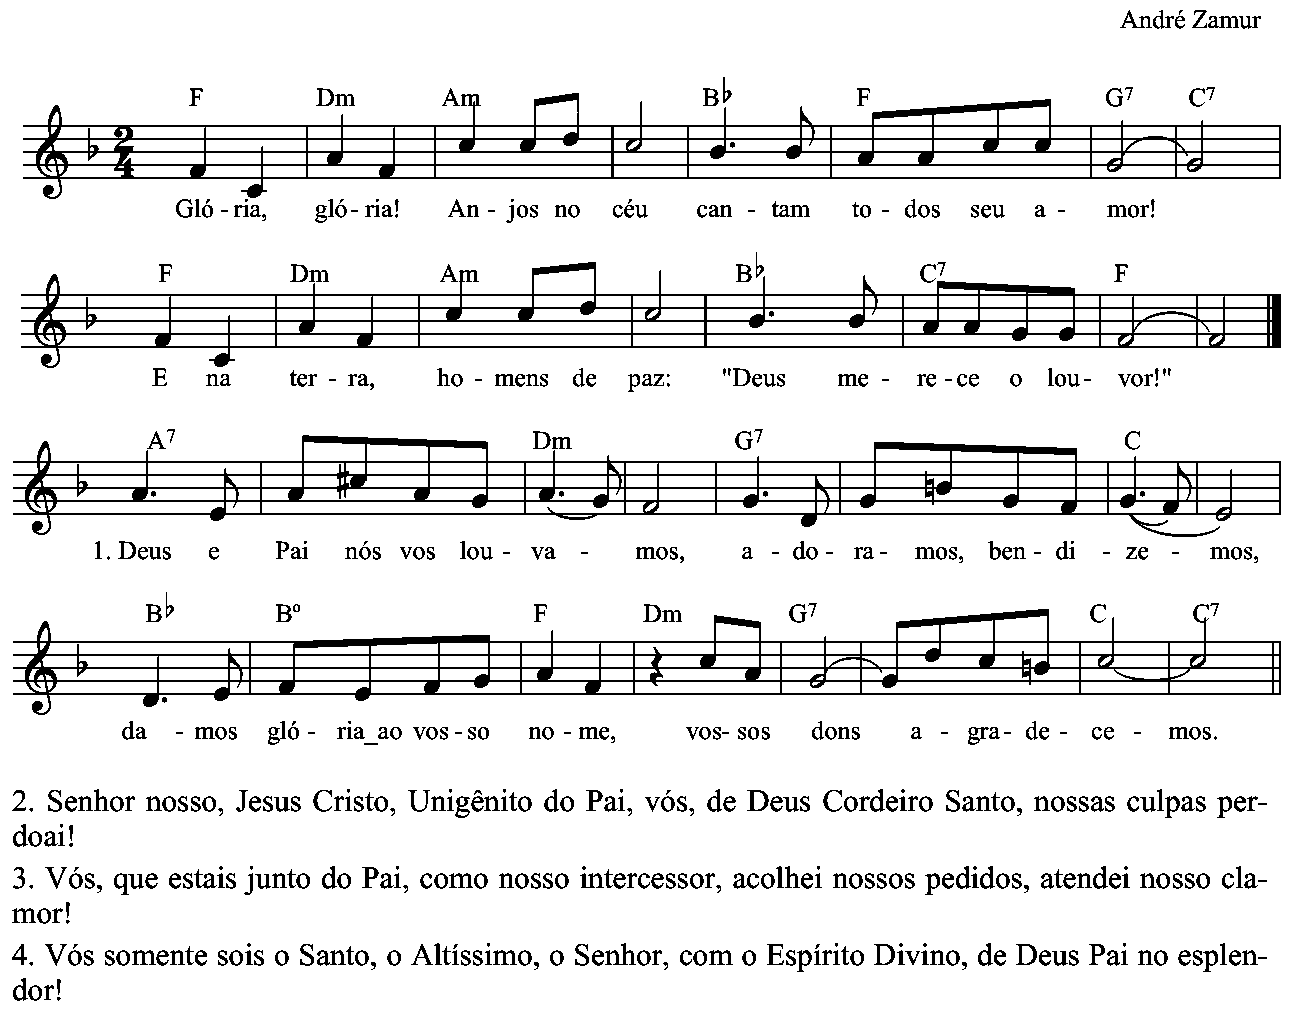 André Zamur
F Dm Am B♭ F G7 C7
2
4
Gló - ria, gló - ria! An - jos no céu can - tam to - dos seu a - mor!
F Dm Am B♭ C7 F
E na ter - ra, ho - mens de paz: "Deus me - re - ce o lou - vor!"
A7 Dm G7 C
1. Deus e Pai nós vos lou - va - mos, a - do - ra - mos, ben - di - ze - mos,
B♭ Bº F Dm G7 C C7
da - mos gló - ria_ao vos - so no - me, vos- sos dons a - gra - de - ce - mos.
2. Senhor nosso, Jesus Cristo, Unigênito do Pai, vós, de Deus Cordeiro Santo, nossas culpas per-
doai!
3. Vós, que estais junto do Pai, como nosso intercessor, acolhei nossos pedidos, atendei nosso cla-
mor!
4. Vós somente sois o Santo, o Altíssimo, o Senhor, com o Espírito Divino, de Deus Pai no esplen-
dor!